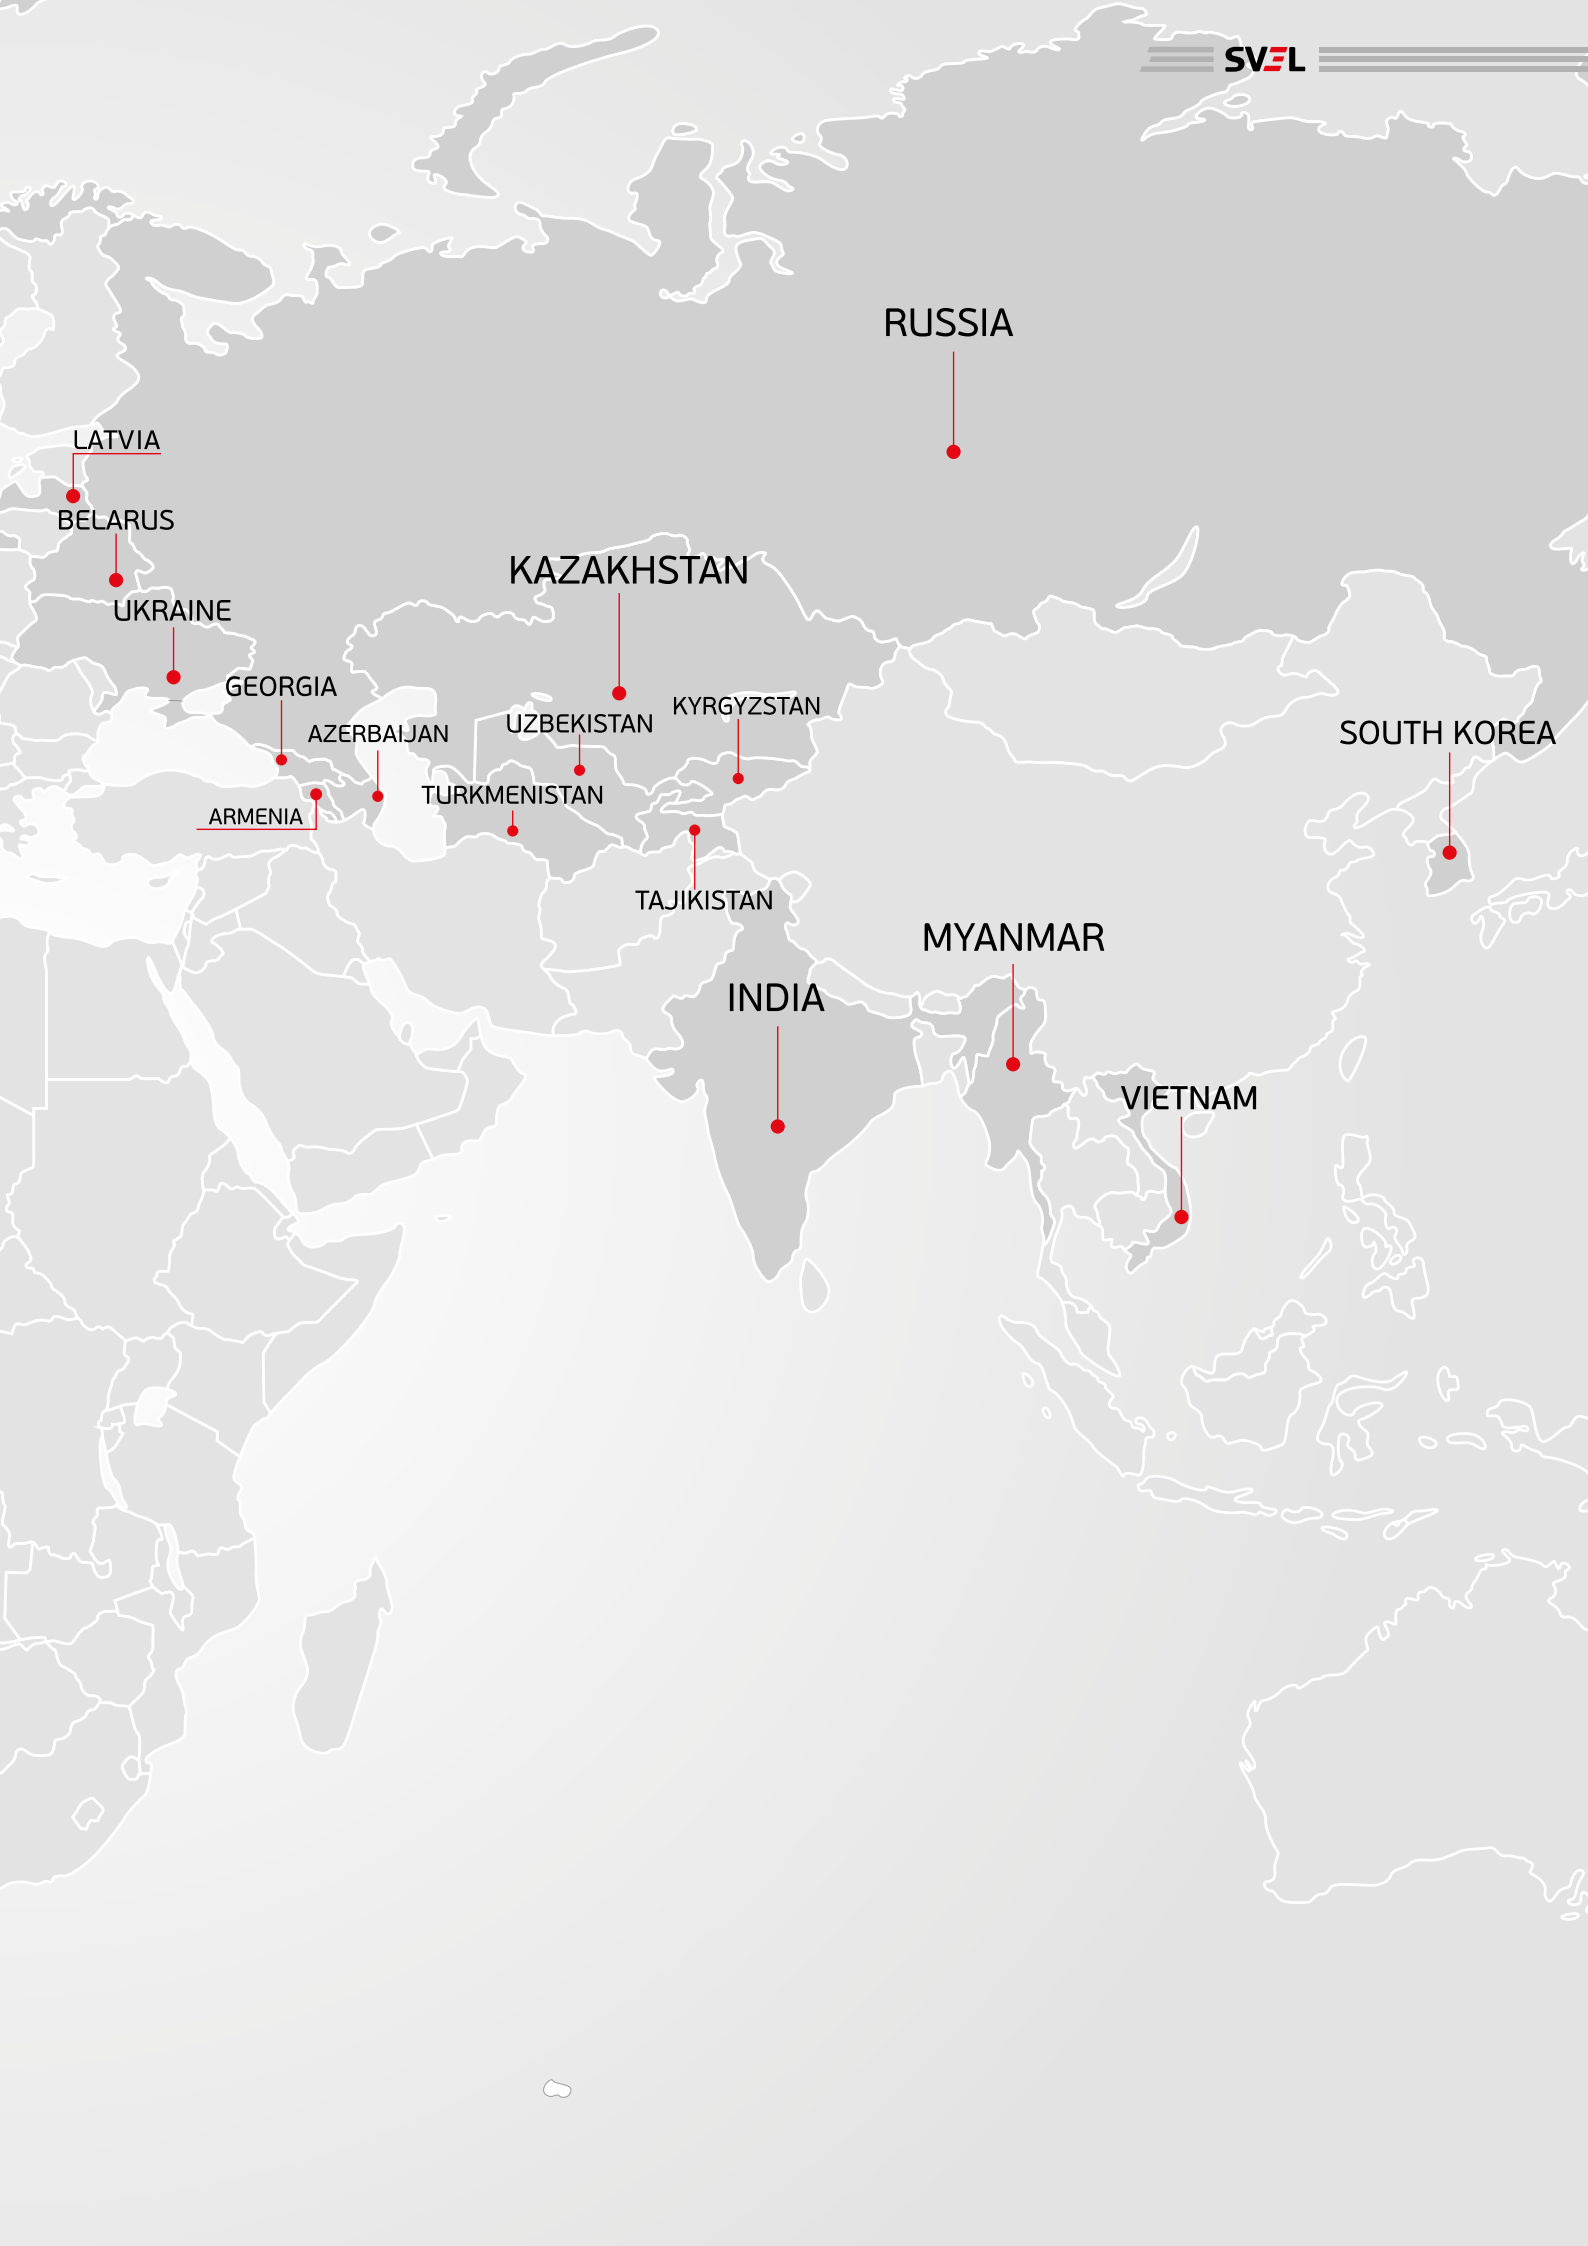 SVEL
RUSSIA
LATVIA
BELARUS
KAZAKHSTAN
UKRAINE
GEORGIA
KYRGYZSTAN
UZBEKISTAN
AZERBAIJAN
SOUTH KOREA
TURKMENISTAN
ARMENIA
TAJIKISTAN
MYANMAR
INDIA
VIETNAM